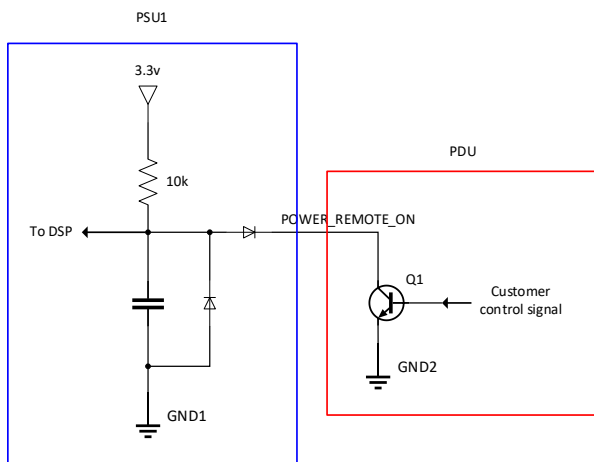 PSU1
3.3v
PDU
10k
POWER_REMOTE_ON
To DSP
Q1
Customer
control signal
GND2
GND1